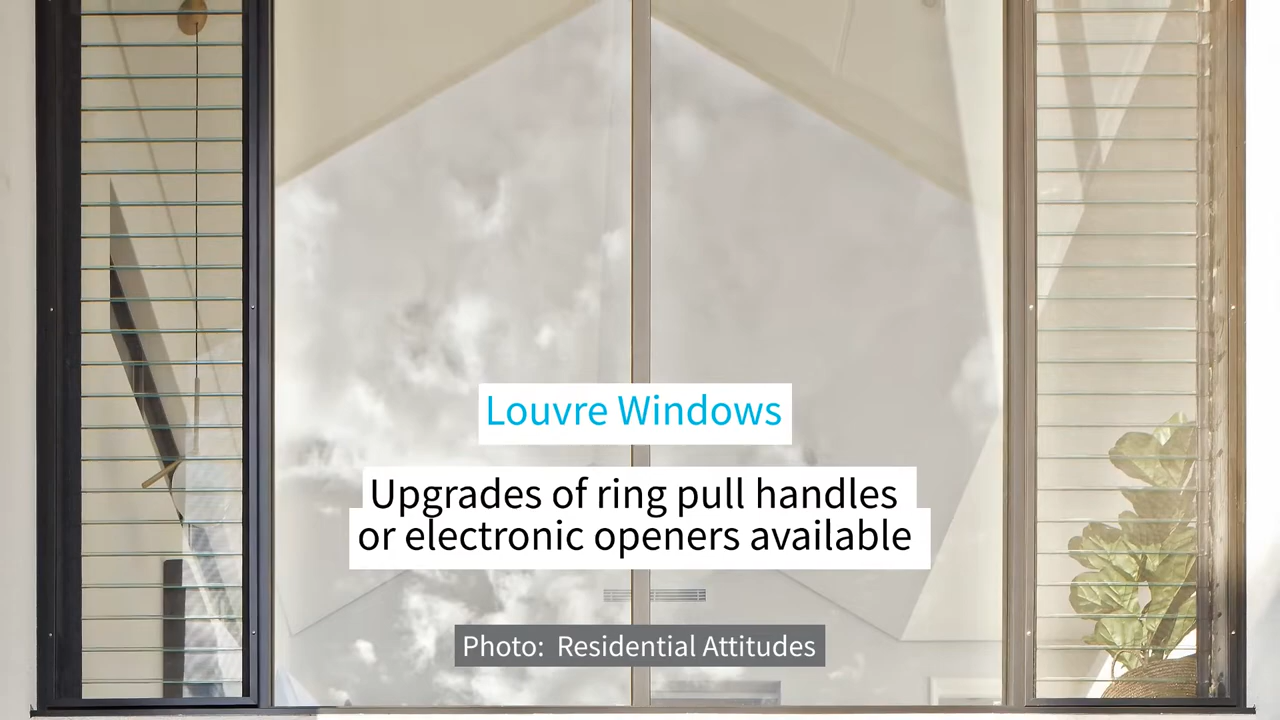 Louvre Windows
Upgrades of ring pull handles
or electronic openers available
Photo:  Residential Attitudes